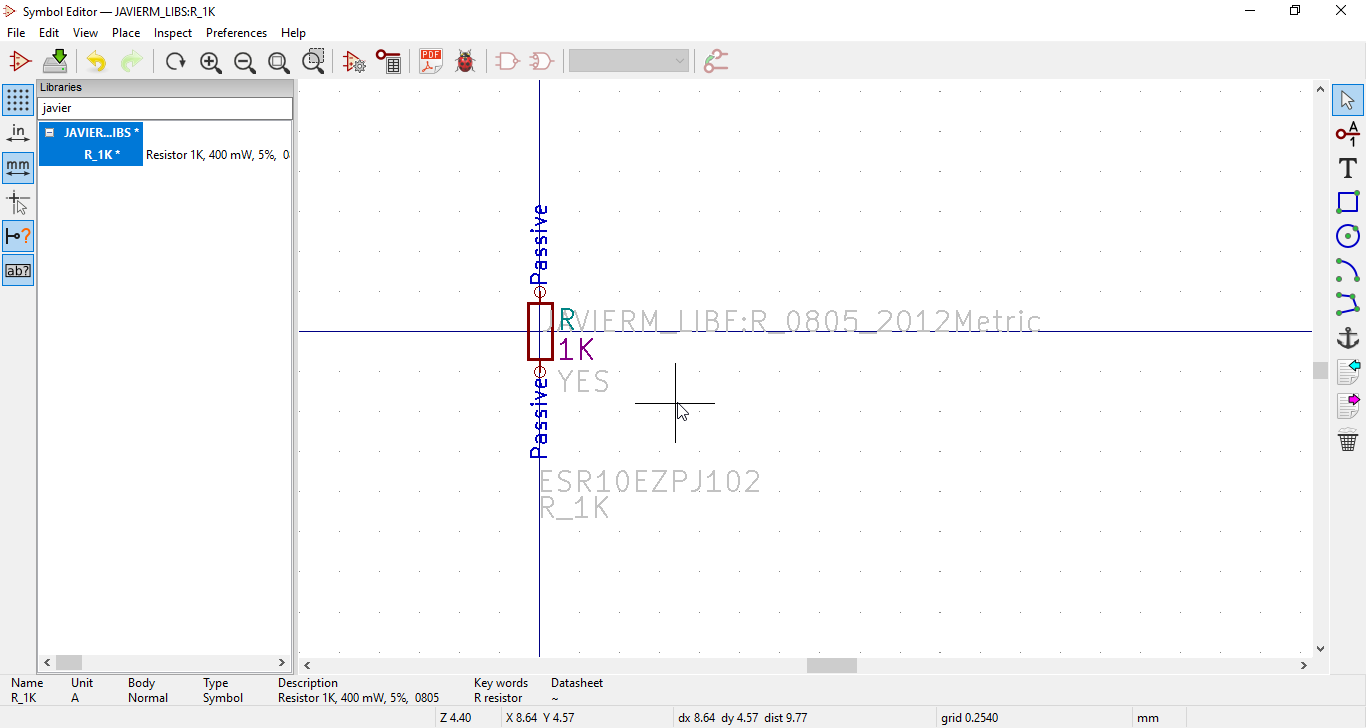 Symbol Editor — JAVIERM_LIBS:R_1K
File Edit View Place Inspect Preferences Help
PDF
Libraries
javier
in
JAVIER...IBS *
R_1K * Resistor 1K, 400 mW, 5%, 0
mm
ab?
A
1
T
Passive
R
JAVIERM_LIBF:R_0805_2012Metric
1K
YES
Passive
ESR10EZPJ102
R_1K
Name Unit Body Type Description Key words Datasheet
R_1K A Normal Symbol Resistor 1K, 400 mW, 5%, 0805 R resistor ~
Z 4.40 X 8.64 Y 4.57 dx 8.64 dy 4.57 dist 9.77 grid 0.2540 mm